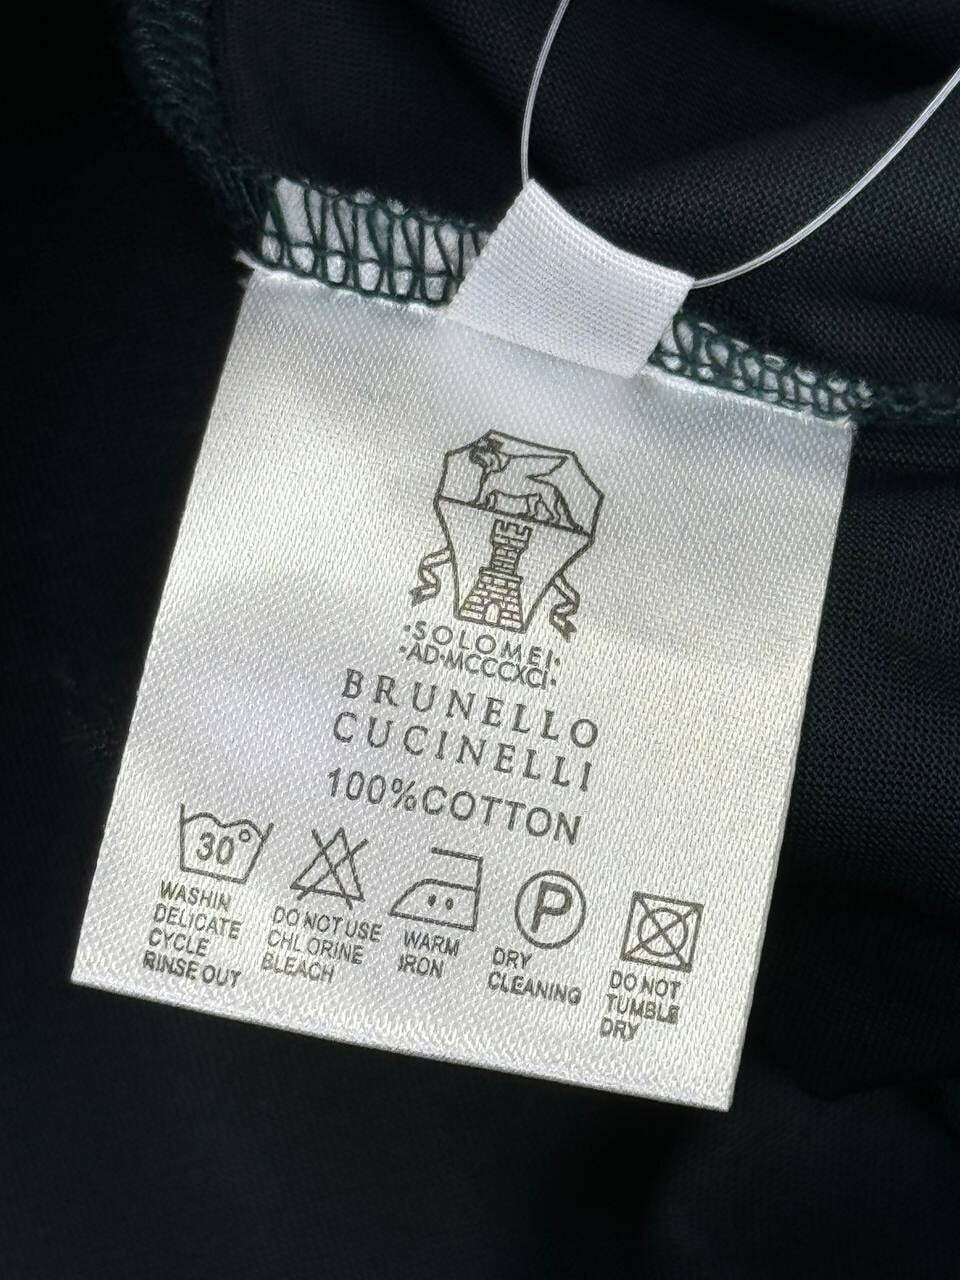 ·SOLOMEI·
·AD·MCCCXCI·
BRUNELLO
CUCINELLI
100%COTTON
30°
WASHIN
DELICATE
CYCLE
RINSE OUT
DO NOT USE
CHLORINE
BLEACH
WARM
IRON
P
DRY
CLEANING
DO NOT
TUMBLE
DRY